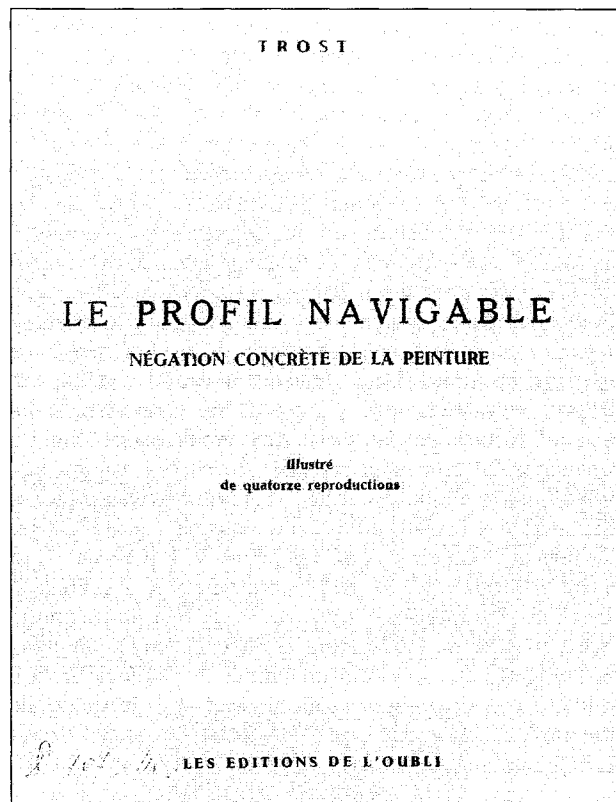 TROST
LE PROFIL NAVIGABLE
NÉGATION CONCRÈTE DE LA PEINTURE
illustré
de quatorze reproductions
LES EDITIONS DE L'OUBLI